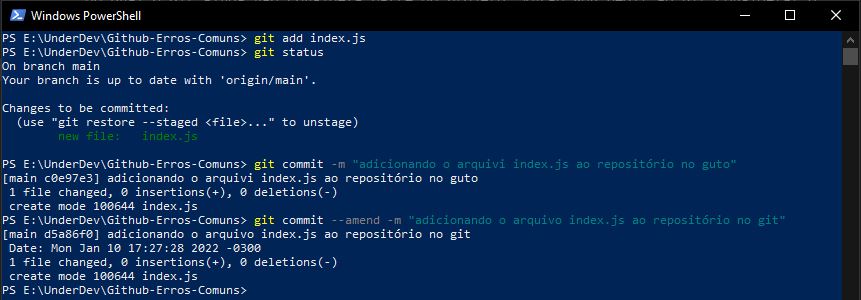 Windows PowerShell
PS E:\UnderDev\Github-Erros-Comuns> git add index.js
PS E:\UnderDev\Github-Erros-Comuns> git status
On branch main
Your branch is up to date with 'origin/main'.
Changes to be committed:
(use "git restore --staged <file>..." to unstage)
new file:   index.js
PS E:\UnderDev\Github-Erros-Comuns> git commit -m "adicionando o arquivi index.js ao repositório no guto"
[main c0e97e3] adicionando o arquivi index.js ao repositório no guto
1 file changed, 0 insertions(+), 0 deletions(-)
create mode 100644 index.js
PS E:\UnderDev\Github-Erros-Comuns> git commit --amend -m "adicionando o arquivo index.js ao repositório no git"
[main d5a86f0] adicionando o arquivo index.js ao repositório no git
Date: Mon Jan 10 17:27:28 2022 -0300
1 file changed, 0 insertions(+), 0 deletions(-)
create mode 100644 index.js
PS E:\UnderDev\Github-Erros-Comuns>